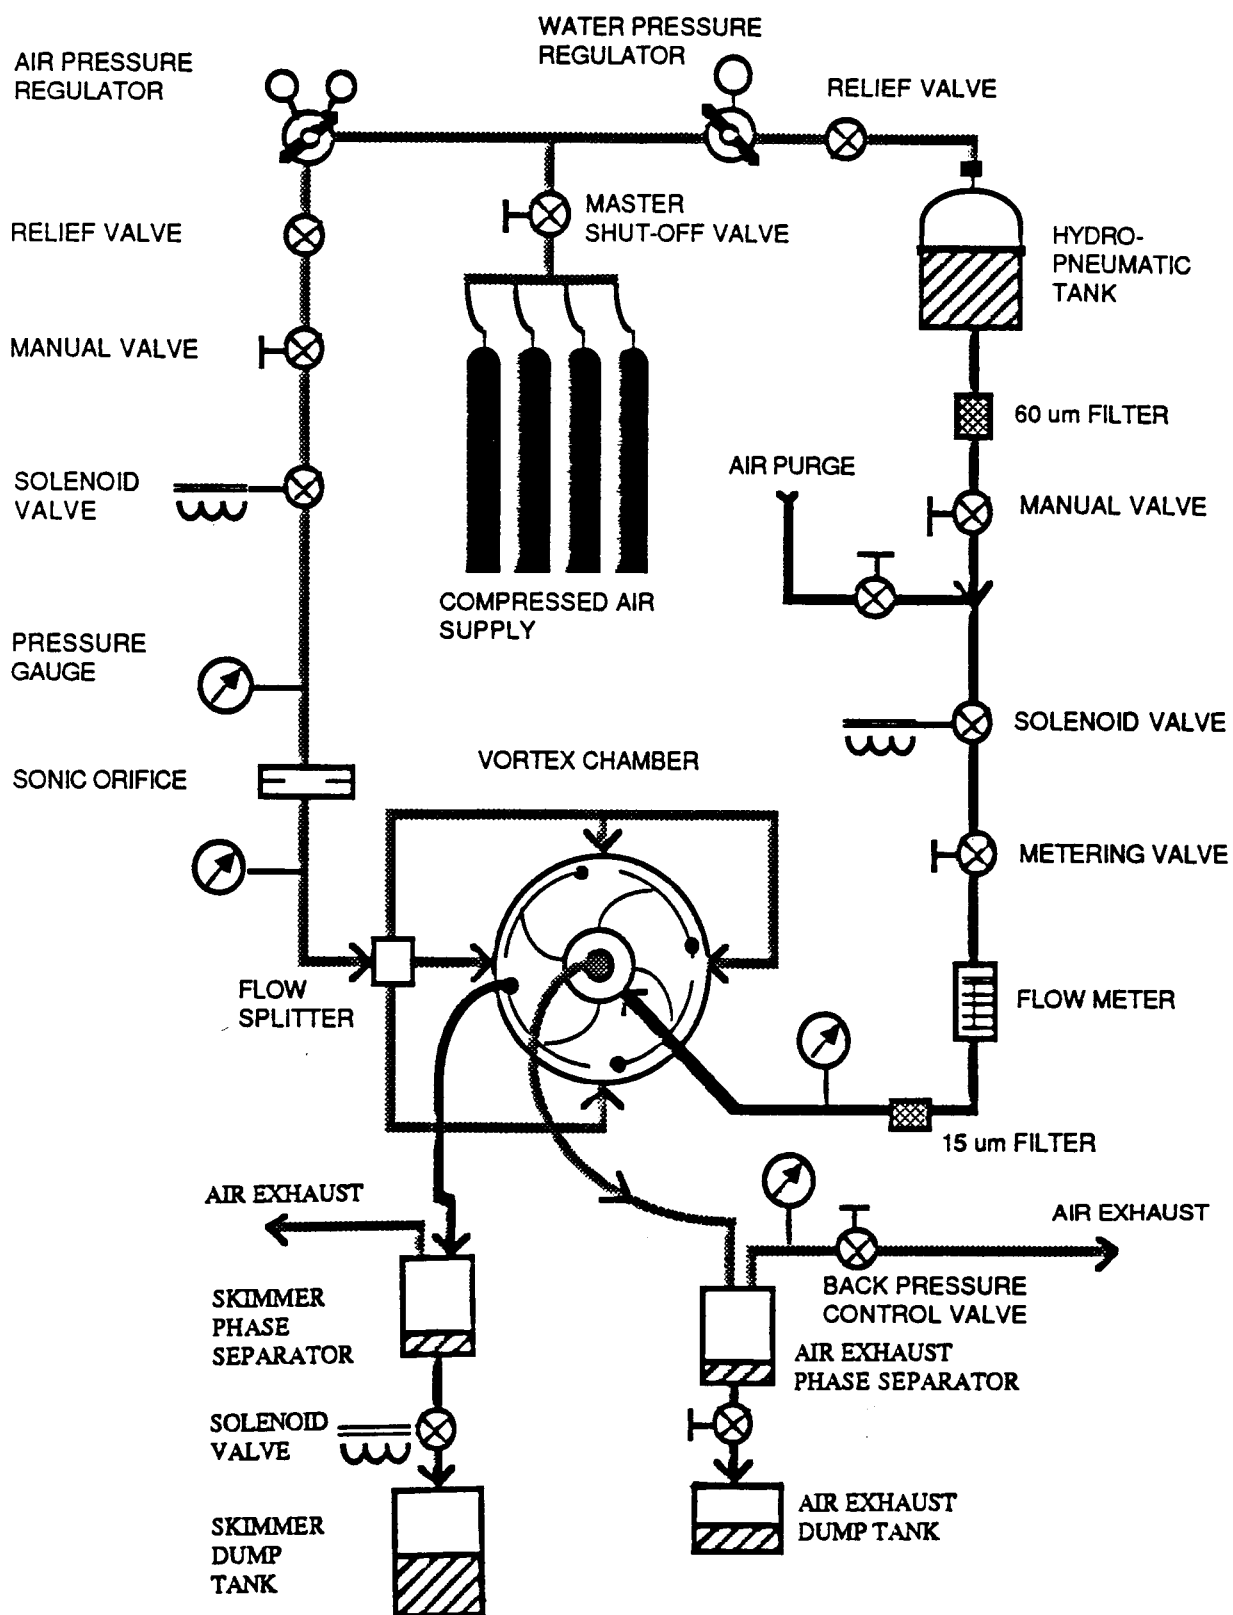 WATER PRESSURE
REGULATOR
AIR PRESSURE
REGULATOR
RELIEF VALVE
RELIEF VALVE
MASTER
SHUT-OFF VALVE
HYDRO-
PNEUMATIC
TANK
MANUAL VALVE
60 um FILTER
AIR PURGE
SOLENOID
VALVE
MANUAL VALVE
COMPRESSED AIR
SUPPLY
PRESSURE
GAUGE
SOLENOID VALVE
VORTEX CHAMBER
SONIC ORIFICE
METERING VALVE
FLOW
SPLITTER
FLOW METER
15 um FILTER
AIR EXHAUST
AIR EXHAUST
SKIMMER
PHASE
SEPARATOR
BACK PRESSURE
CONTROL VALVE
AIR EXHAUST
PHASE SEPARATOR
SOLENOID
VALVE
AIR EXHAUST
DUMP TANK
SKIMMER
DUMP
TANK